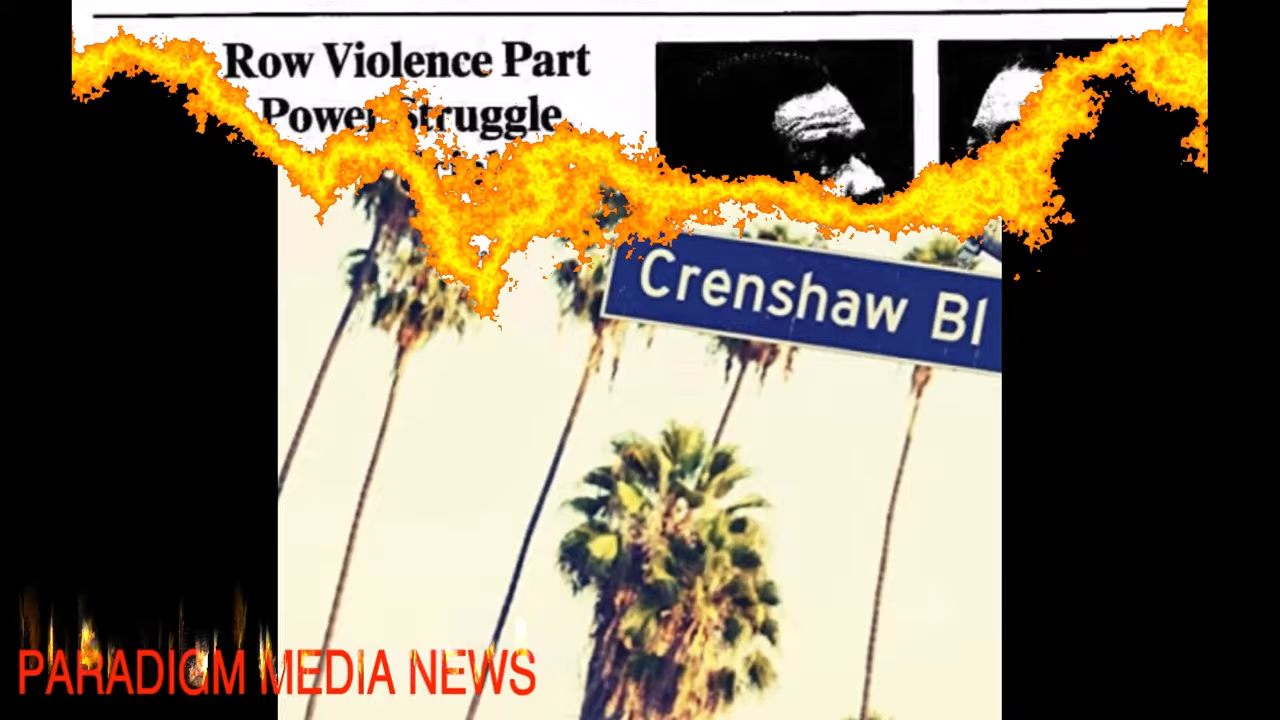 Row Violence Part
Power Struggle
Crenshaw Bl
PARADIGM MEDIA NEWS